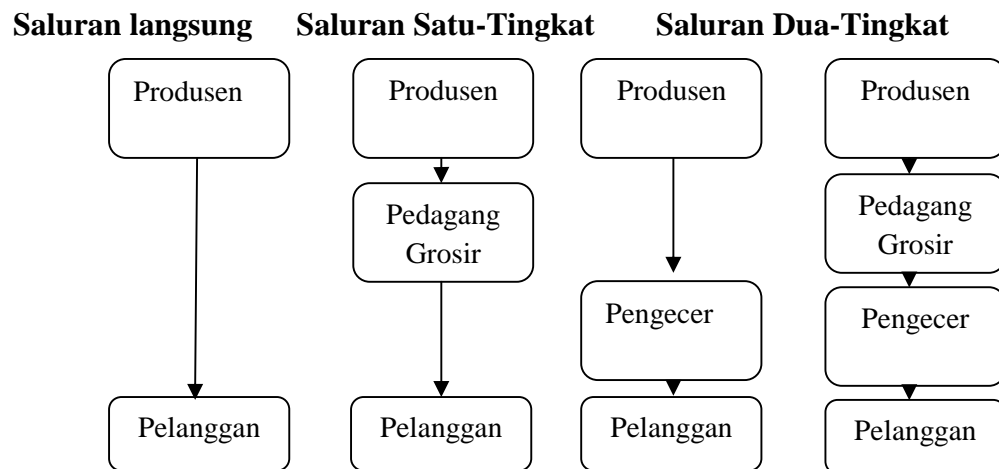 Saluran langsung Saluran Satu-Tingkat Saluran Dua-Tingkat
Produsen Produsen Produsen Produsen
Pedagang
Grosir
Pedagang
Grosir
Pengecer Pengecer
Pelanggan Pelanggan Pelanggan Pelanggan